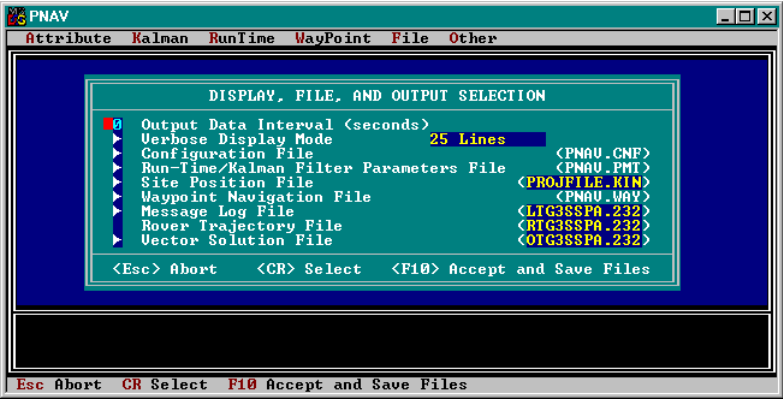 PNAV
Attribute Kalman RunTime WayPoint File Other
DISPLAY, FILE, AND OUTPUT SELECTION
0 Output Data Interval (seconds)
Verbose Display Mode 25 Lines
Configuration File (PNAV.CNF)
Run-Time/Kalman Filter Parameters File (PNAV.PMT)
Site Position File (PROJFILE.KIN)
Waypoint Navigation File (PNAV.WAY)
Message Log File (LTG3SSPA.232)
Rover Trajectory File (RTG3SSPA.232)
Vector Solution File (OTG3SSPA.232)
<Esc> Abort <CR> Select <F10> Accept and Save Files
Esc Abort CR Select F10 Accept and Save Files